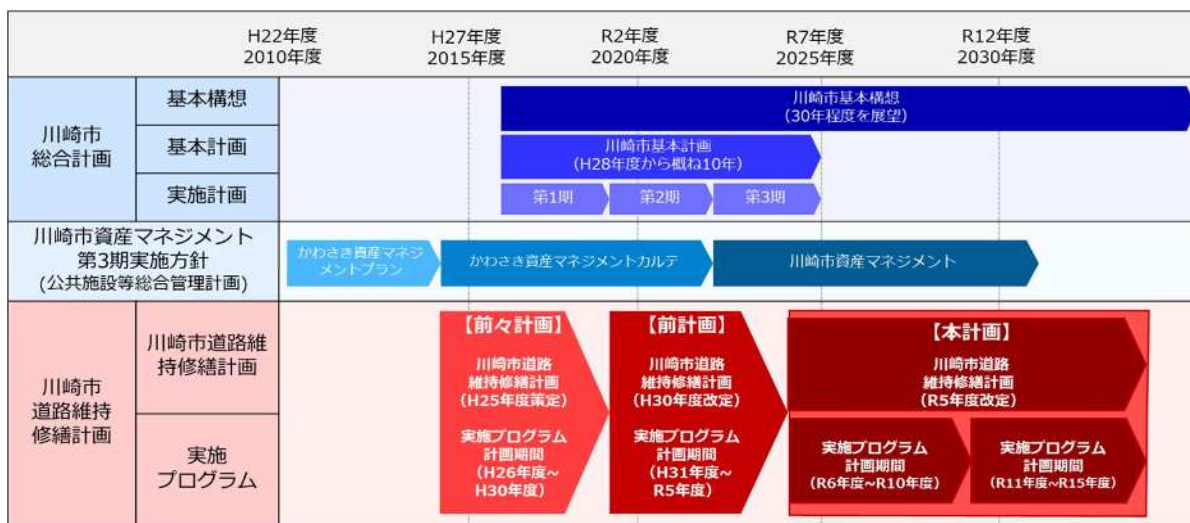 H22年度
2010年度
H27年度
2015年度
R2年度
2020年度
R7年度
2025年度
R12年度
2030年度
川崎市
総合計画
基本構想
川崎市基本構想
(30年程度を展望)
基本計画
川崎市基本計画
(H28年度から概ね10年)
実施計画
第1期
第2期
第3期
川崎市資産マネジメント
第3期実施方針
(公共施設等総合管理計画)
かわさき資産マネジ
メントプラン
かわさき資産マネジメントカルテ
川崎市資産マネジメント
川崎市
道路維持
修繕計画
川崎市道路維
持修繕計画
【前々計画】
川崎市道路
維持修繕計画
(H25年度策定)
【前計画】
川崎市道路
維持修繕計画
(H30年度改定)
【本計画】
川崎市道路
維持修繕計画
(R5年度改定)
実施
プログラム
実施プログラム
計画期間
(H26年度~
H30年度)
実施プログラム
計画期間
(H31年度~
R5年度)
実施プログラム
計画期間
(R6年度~R10年度)
実施プログラム
計画期間
(R11年度~R15年度)